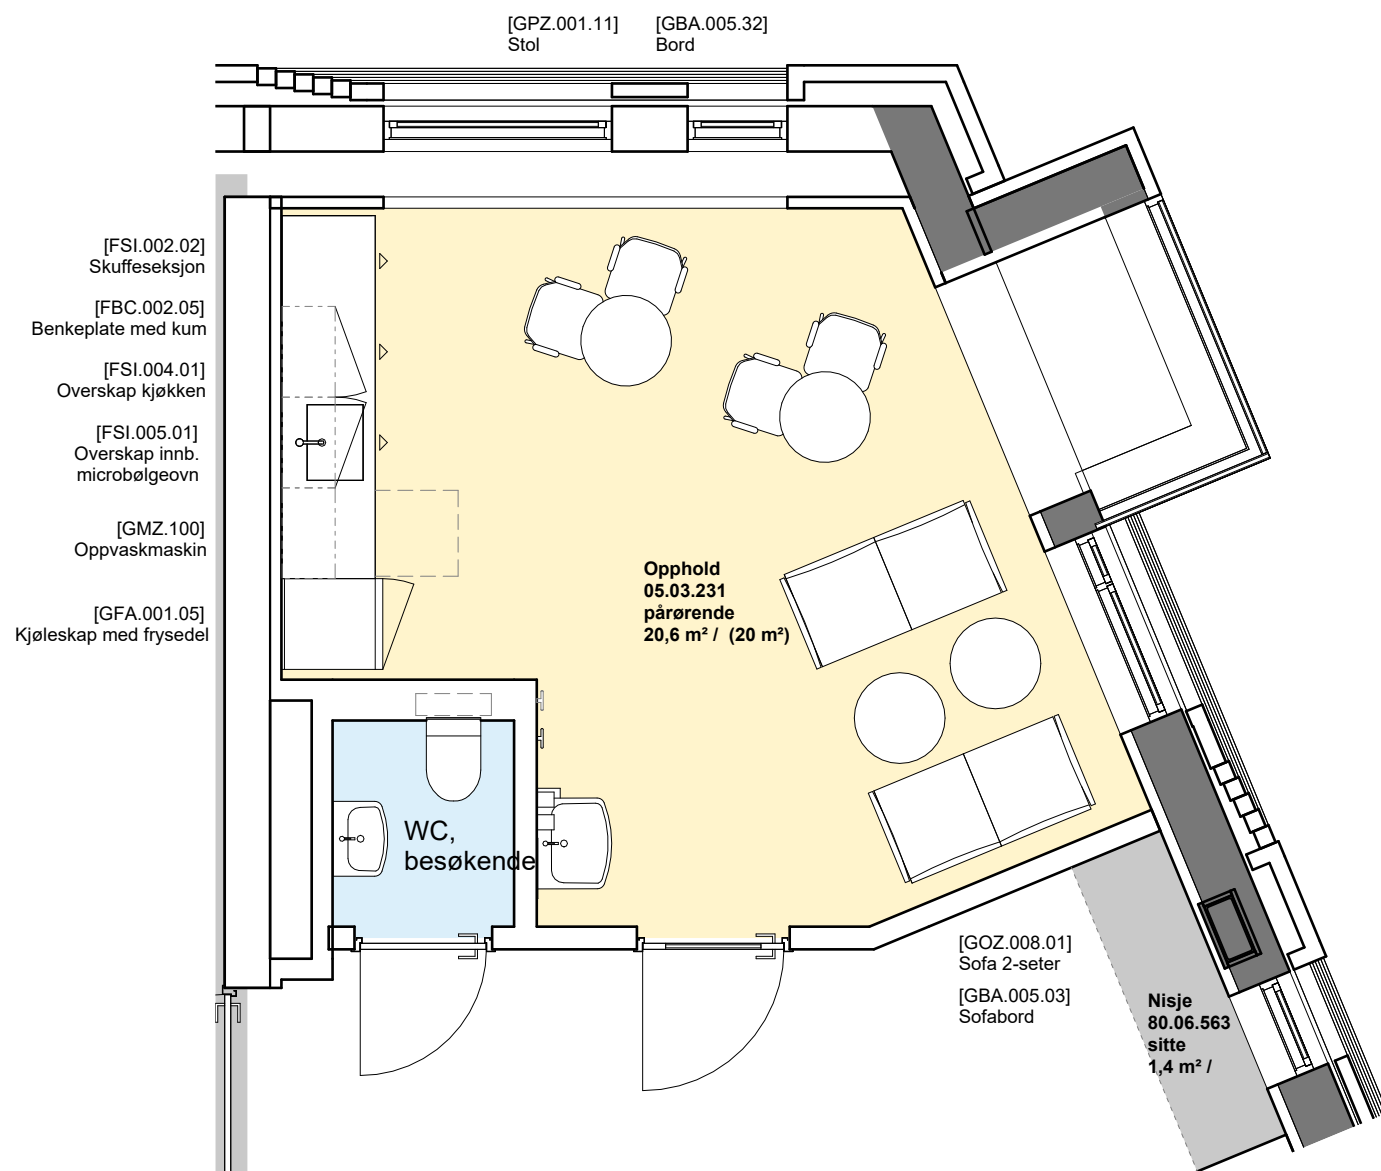 [GPZ.001.11]
Stol
[GBA.005.32]
Bord
[FSI.002.02]
Skuffeseksjon
[FBC.002.05]
Benkeplate med kum
[FSI.004.01]
Overskap kjøkken
[FSI.005.01]
Overskap innb.
microbølgeovn
[GMZ.100]
Oppvaskmaskin
[GFA.001.05]
Kjøleskap med frysedel
Opphold
05.03.231
pårørende
20,6 m² / (20 m²)
WC,
besøkende
[GOZ.008.01]
Sofa 2-seter
[GBA.005.03]
Sofabord
Nisje
80.06.563
sitte
1,4 m² /